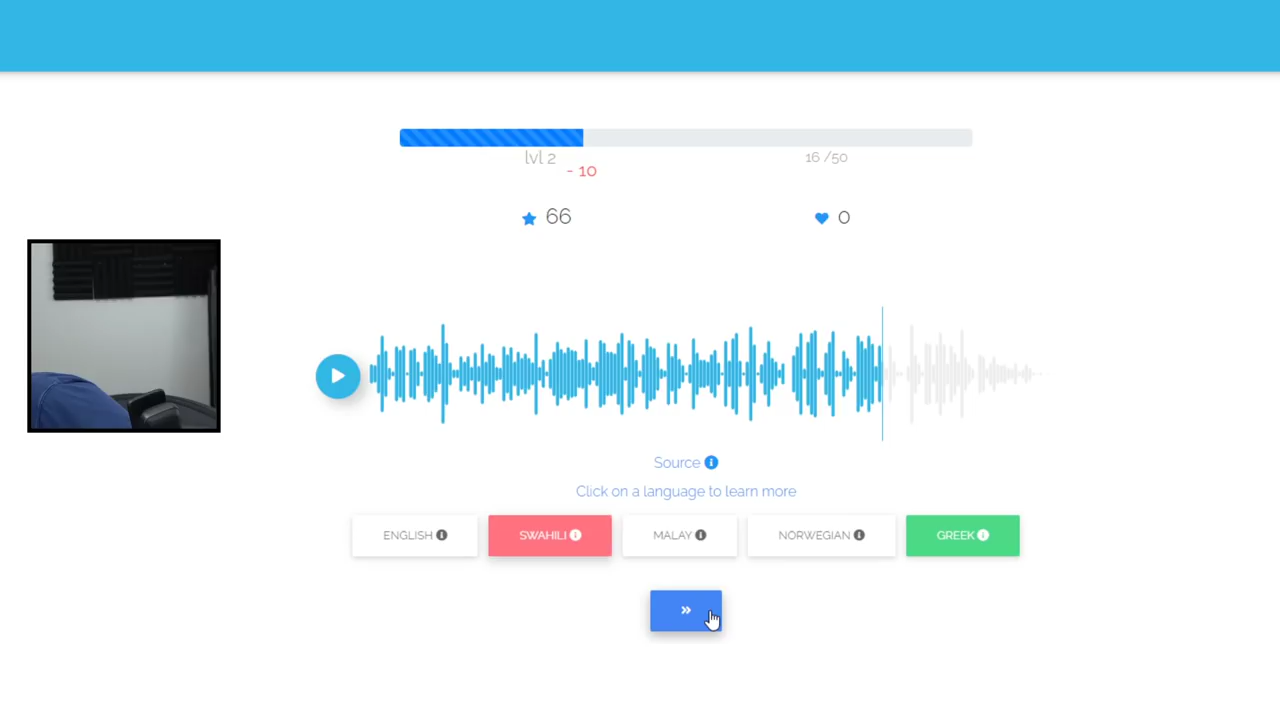 lvl 2
16 /50
- 10
66
0
Source
Click on a language to learn more
ENGLISH
SWAHILI
MALAY
NORWEGIAN
GREEK
»